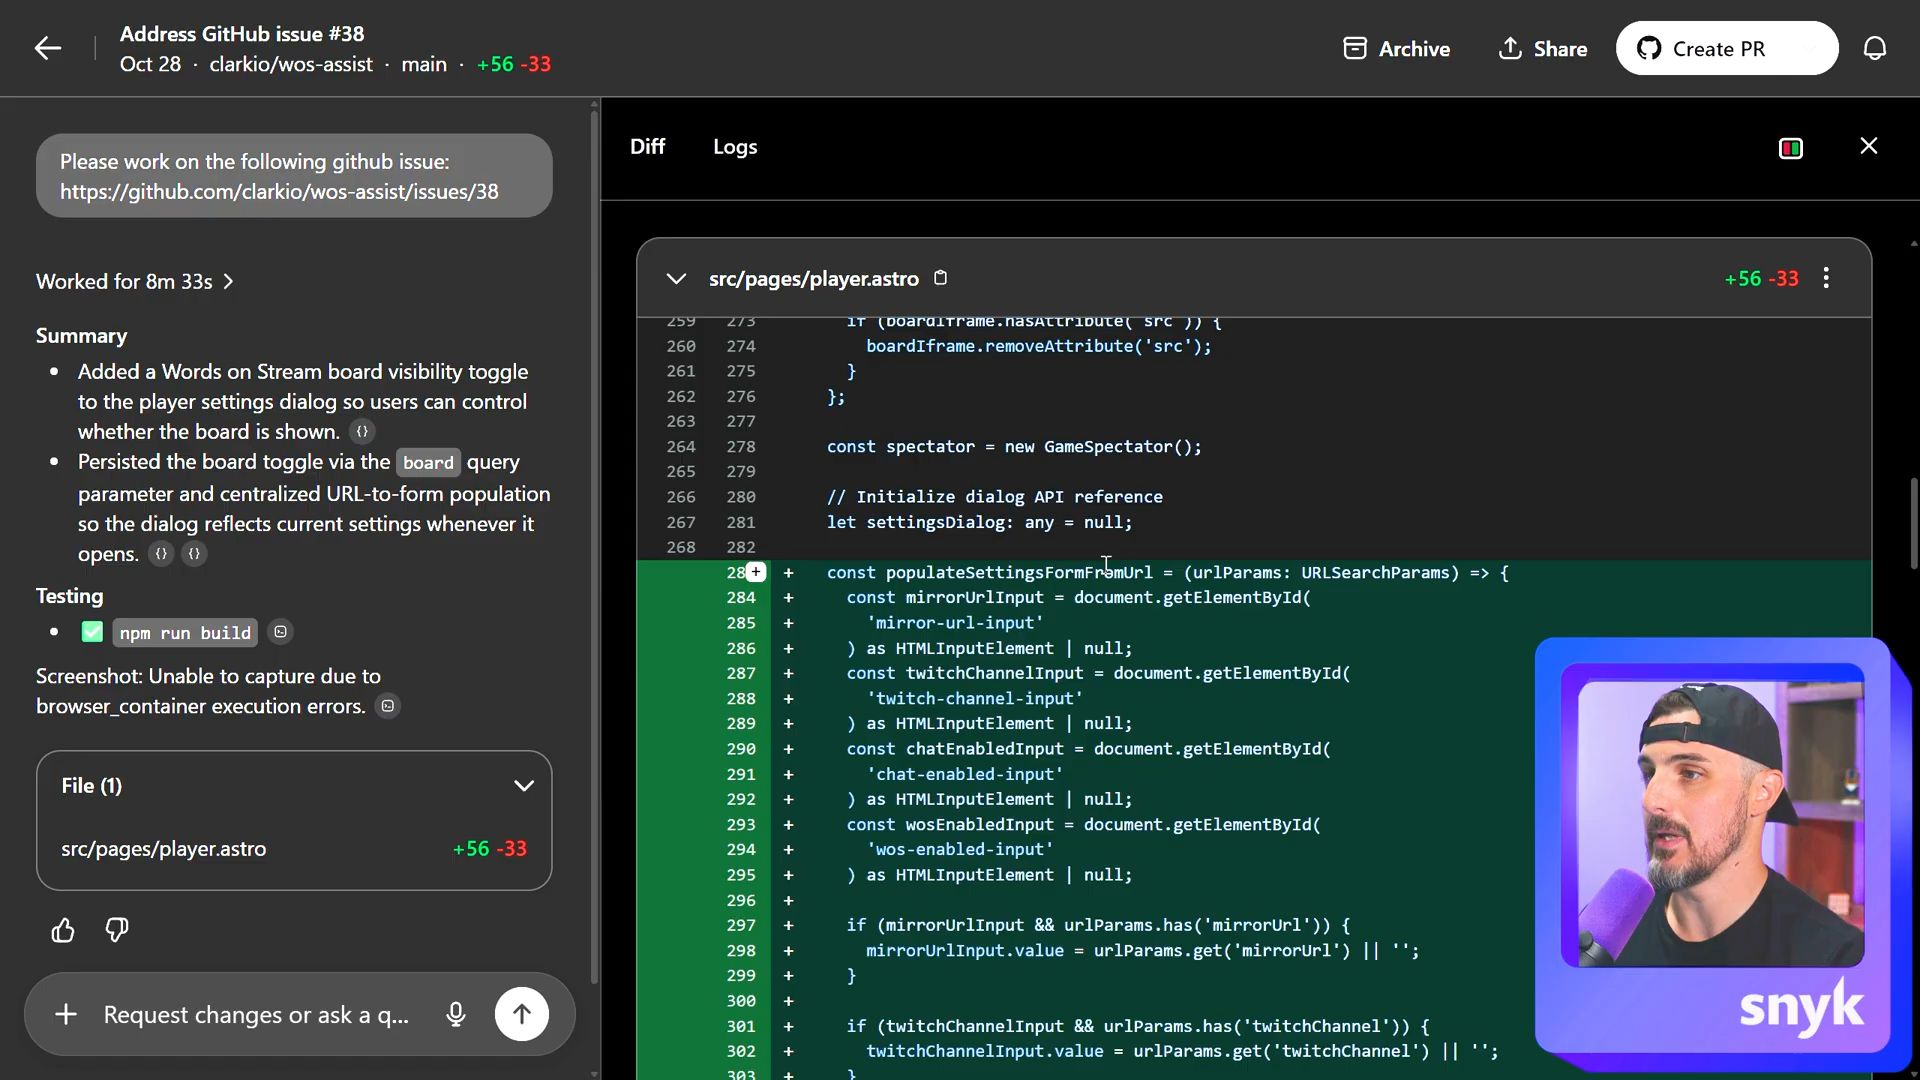 Address GitHub issue #38
Oct 28 · clarkio/wos-assist · main · +56 -33
Archive
Share
Create PR
Please work on the following github issue:
https://github.com/clarkio/wos-assist/issues/38
Worked for 8m 33s
Summary
• Added a Words on Stream board visibility toggle
to the player settings dialog so users can control
whether the board is shown.
• Persisted the board toggle via the board query
parameter and centralized URL-to-form population
so the dialog reflects current settings whenever it
opens.
Testing
• npm run build
Screenshot: Unable to capture due to
browser_container execution errors.
File (1)
src/pages/player.astro +56 -33
Request changes or ask a q...
Diff Logs
src/pages/player.astro +56 -33
259 273 if (boardIframe.hasAttribute('src')) {
260 274 boardIframe.removeAttribute('src');
261 275 }
262 276 };
263 277
264 278 const spectator = new GameSpectator();
265 279
266 280 // Initialize dialog API reference
267 281 let settingsDialog: any = null;
268 282
28 + + const populateSettingsFormFromUrl = (urlParams: URLSearchParams) => {
284 + const mirrorUrlInput = document.getElementById(
285 + 'mirror-url-input'
286 + ) as HTMLInputElement | null;
287 + const twitchChannelInput = document.getElementById(
288 + 'twitch-channel-input'
289 + ) as HTMLInputElement | null;
290 + const chatEnabledInput = document.getElementById(
291 + 'chat-enabled-input'
292 + ) as HTMLInputElement | null;
293 + const wosEnabledInput = document.getElementById(
294 + 'wos-enabled-input'
295 + ) as HTMLInputElement | null;
296 +
297 + if (mirrorUrlInput && urlParams.has('mirrorUrl')) {
298 + mirrorUrlInput.value = urlParams.get('mirrorUrl') || '';
299 + }
300 +
301 + if (twitchChannelInput && urlParams.has('twitchChannel')) {
302 + twitchChannelInput.value = urlParams.get('twitchChannel') || '';
303 + }
snyk